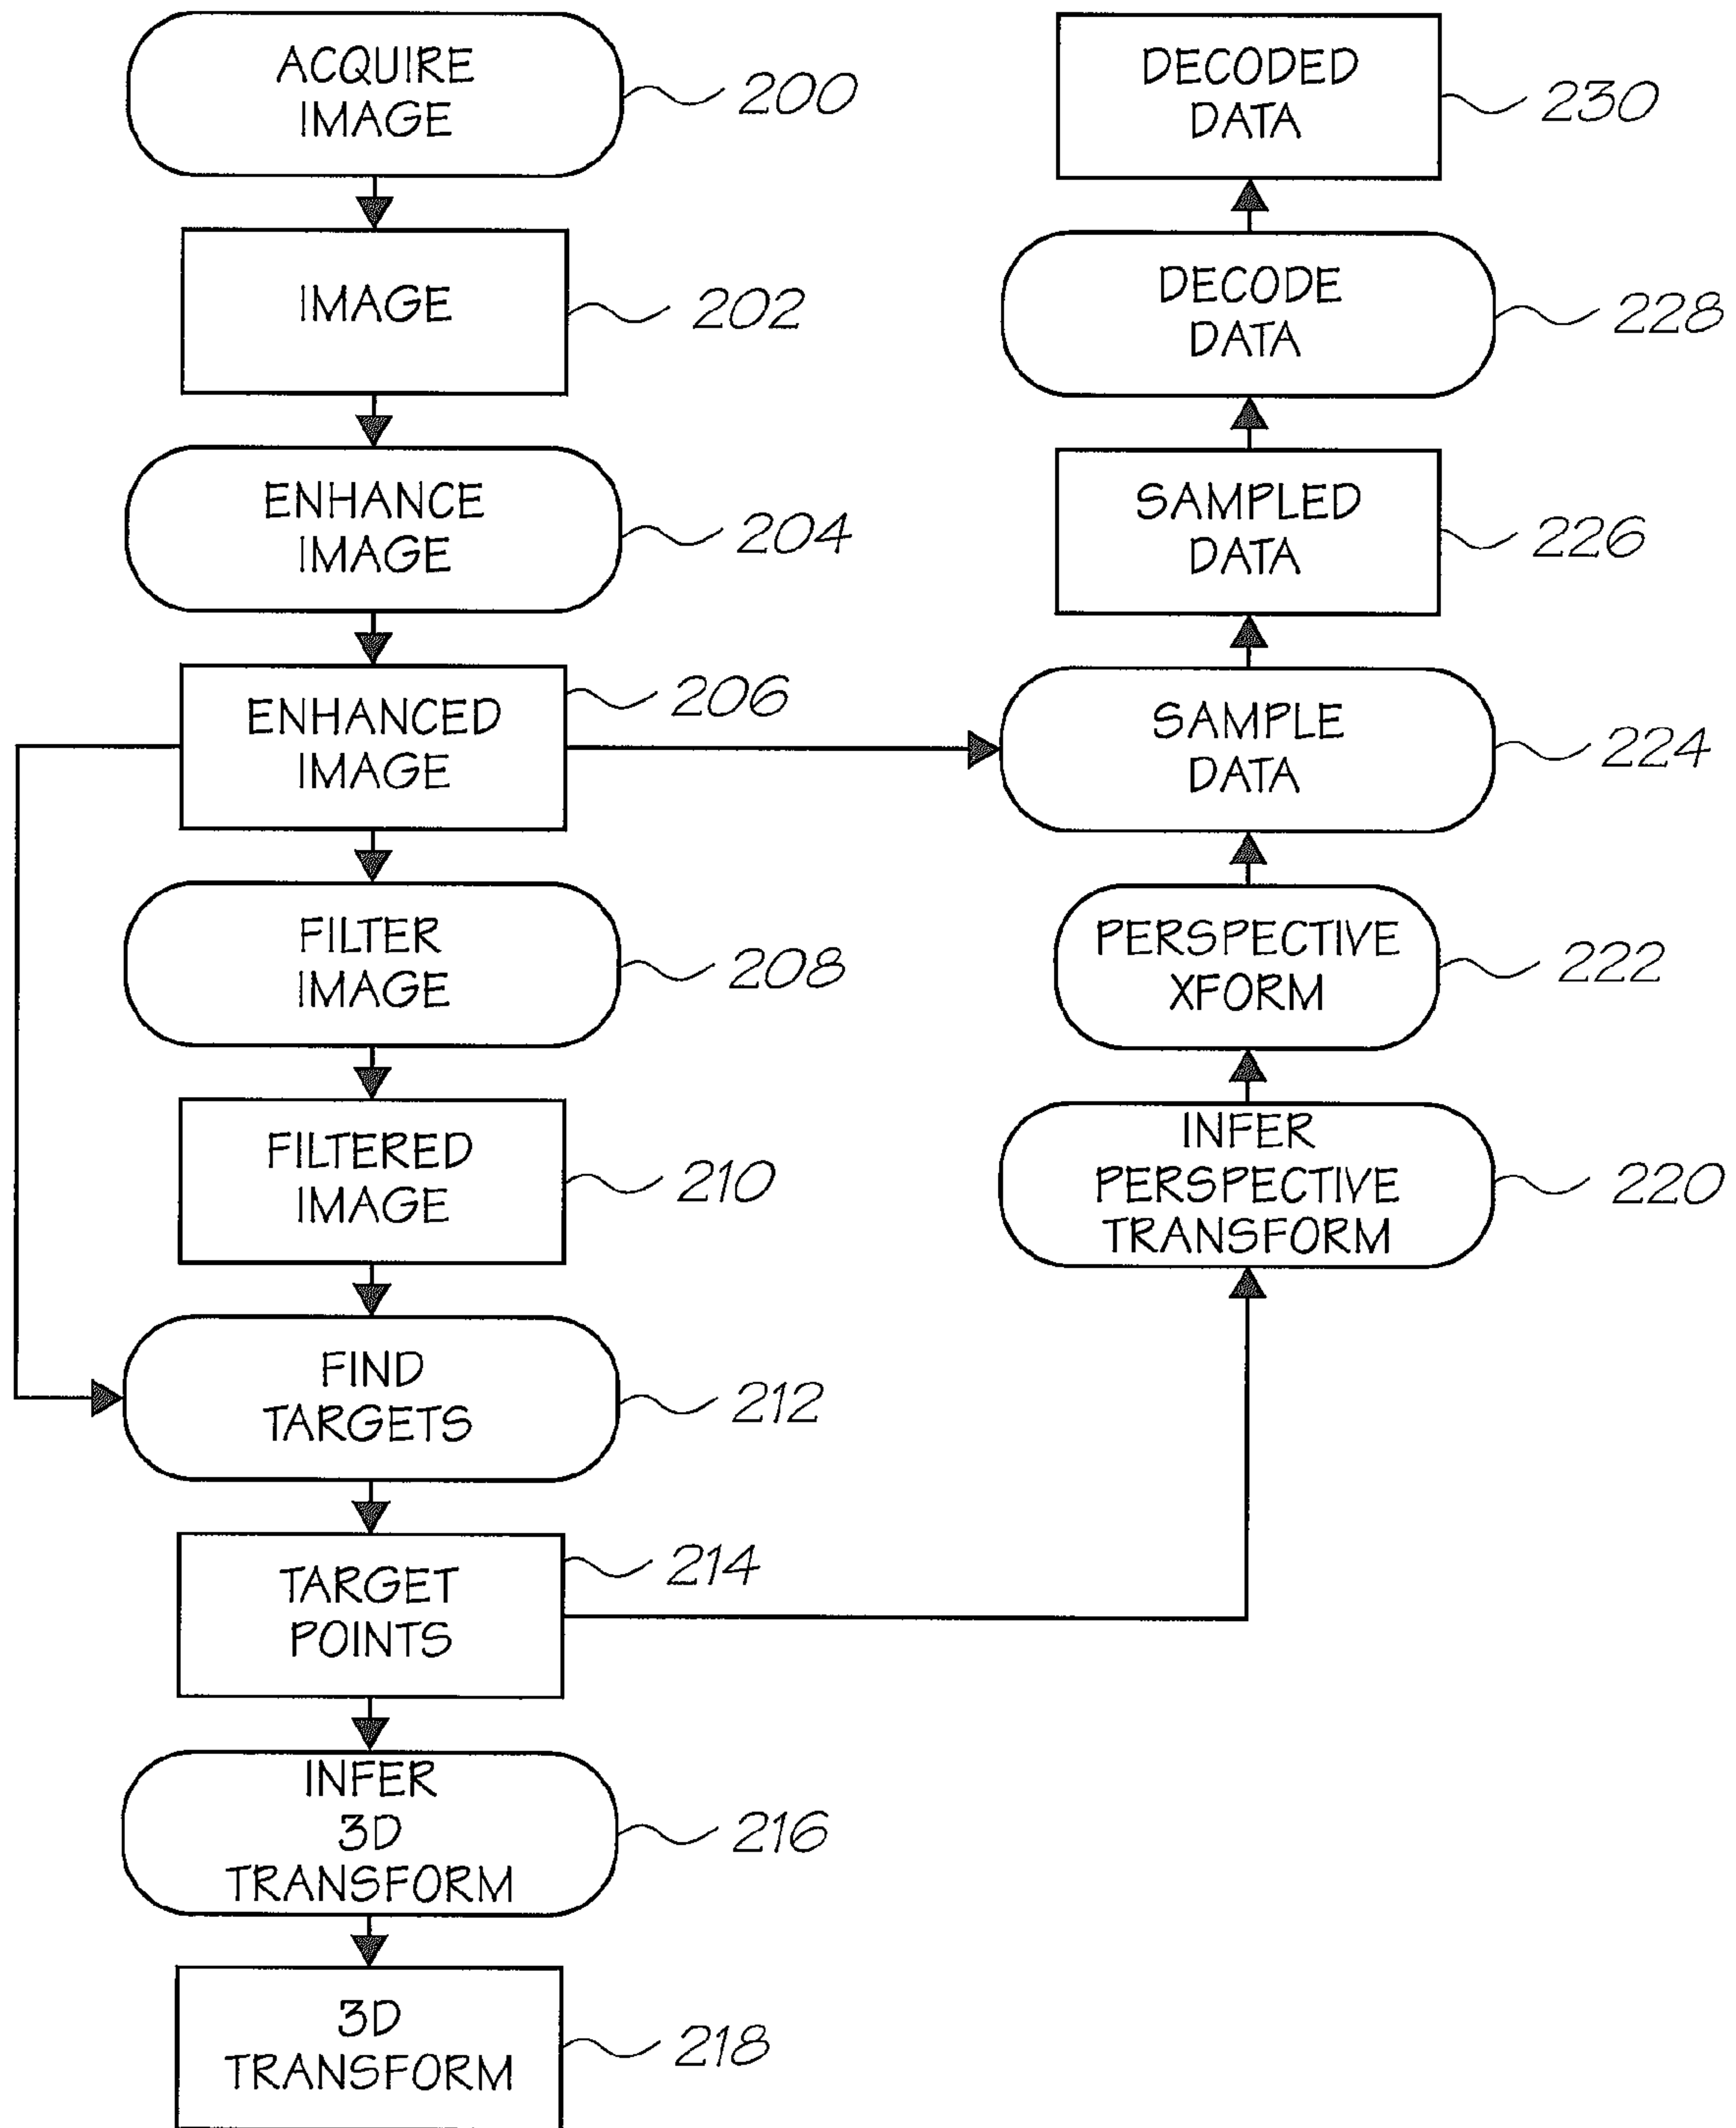 ACQUIRE
IMAGE
200
IMAGE
202
ENHANCE
IMAGE
204
ENHANCED
IMAGE
206
FILTER
IMAGE
208
FILTERED
IMAGE
210
FIND
TARGETS
212
TARGET
POINTS
214
INFER
3D
TRANSFORM
216
3D
TRANSFORM
218
DECODED
DATA
230
DECODE
DATA
228
SAMPLED
DATA
226
SAMPLE
DATA
224
PERSPECTIVE
XFORM
222
INFER
PERSPECTIVE
TRANSFORM
220